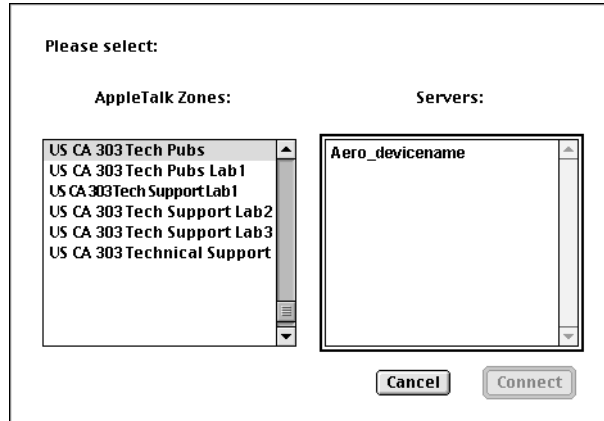 Please select:
AppleTalk Zones:
Servers:
US CA 303 Tech Pubs
US CA 303 Tech Pubs Lab1
US CA 303 Tech Support Lab1
US CA 303 Tech Support Lab2
US CA 303 Tech Support Lab3
US CA 303 Technical Support
Aero_devicename
Cancel
Connect